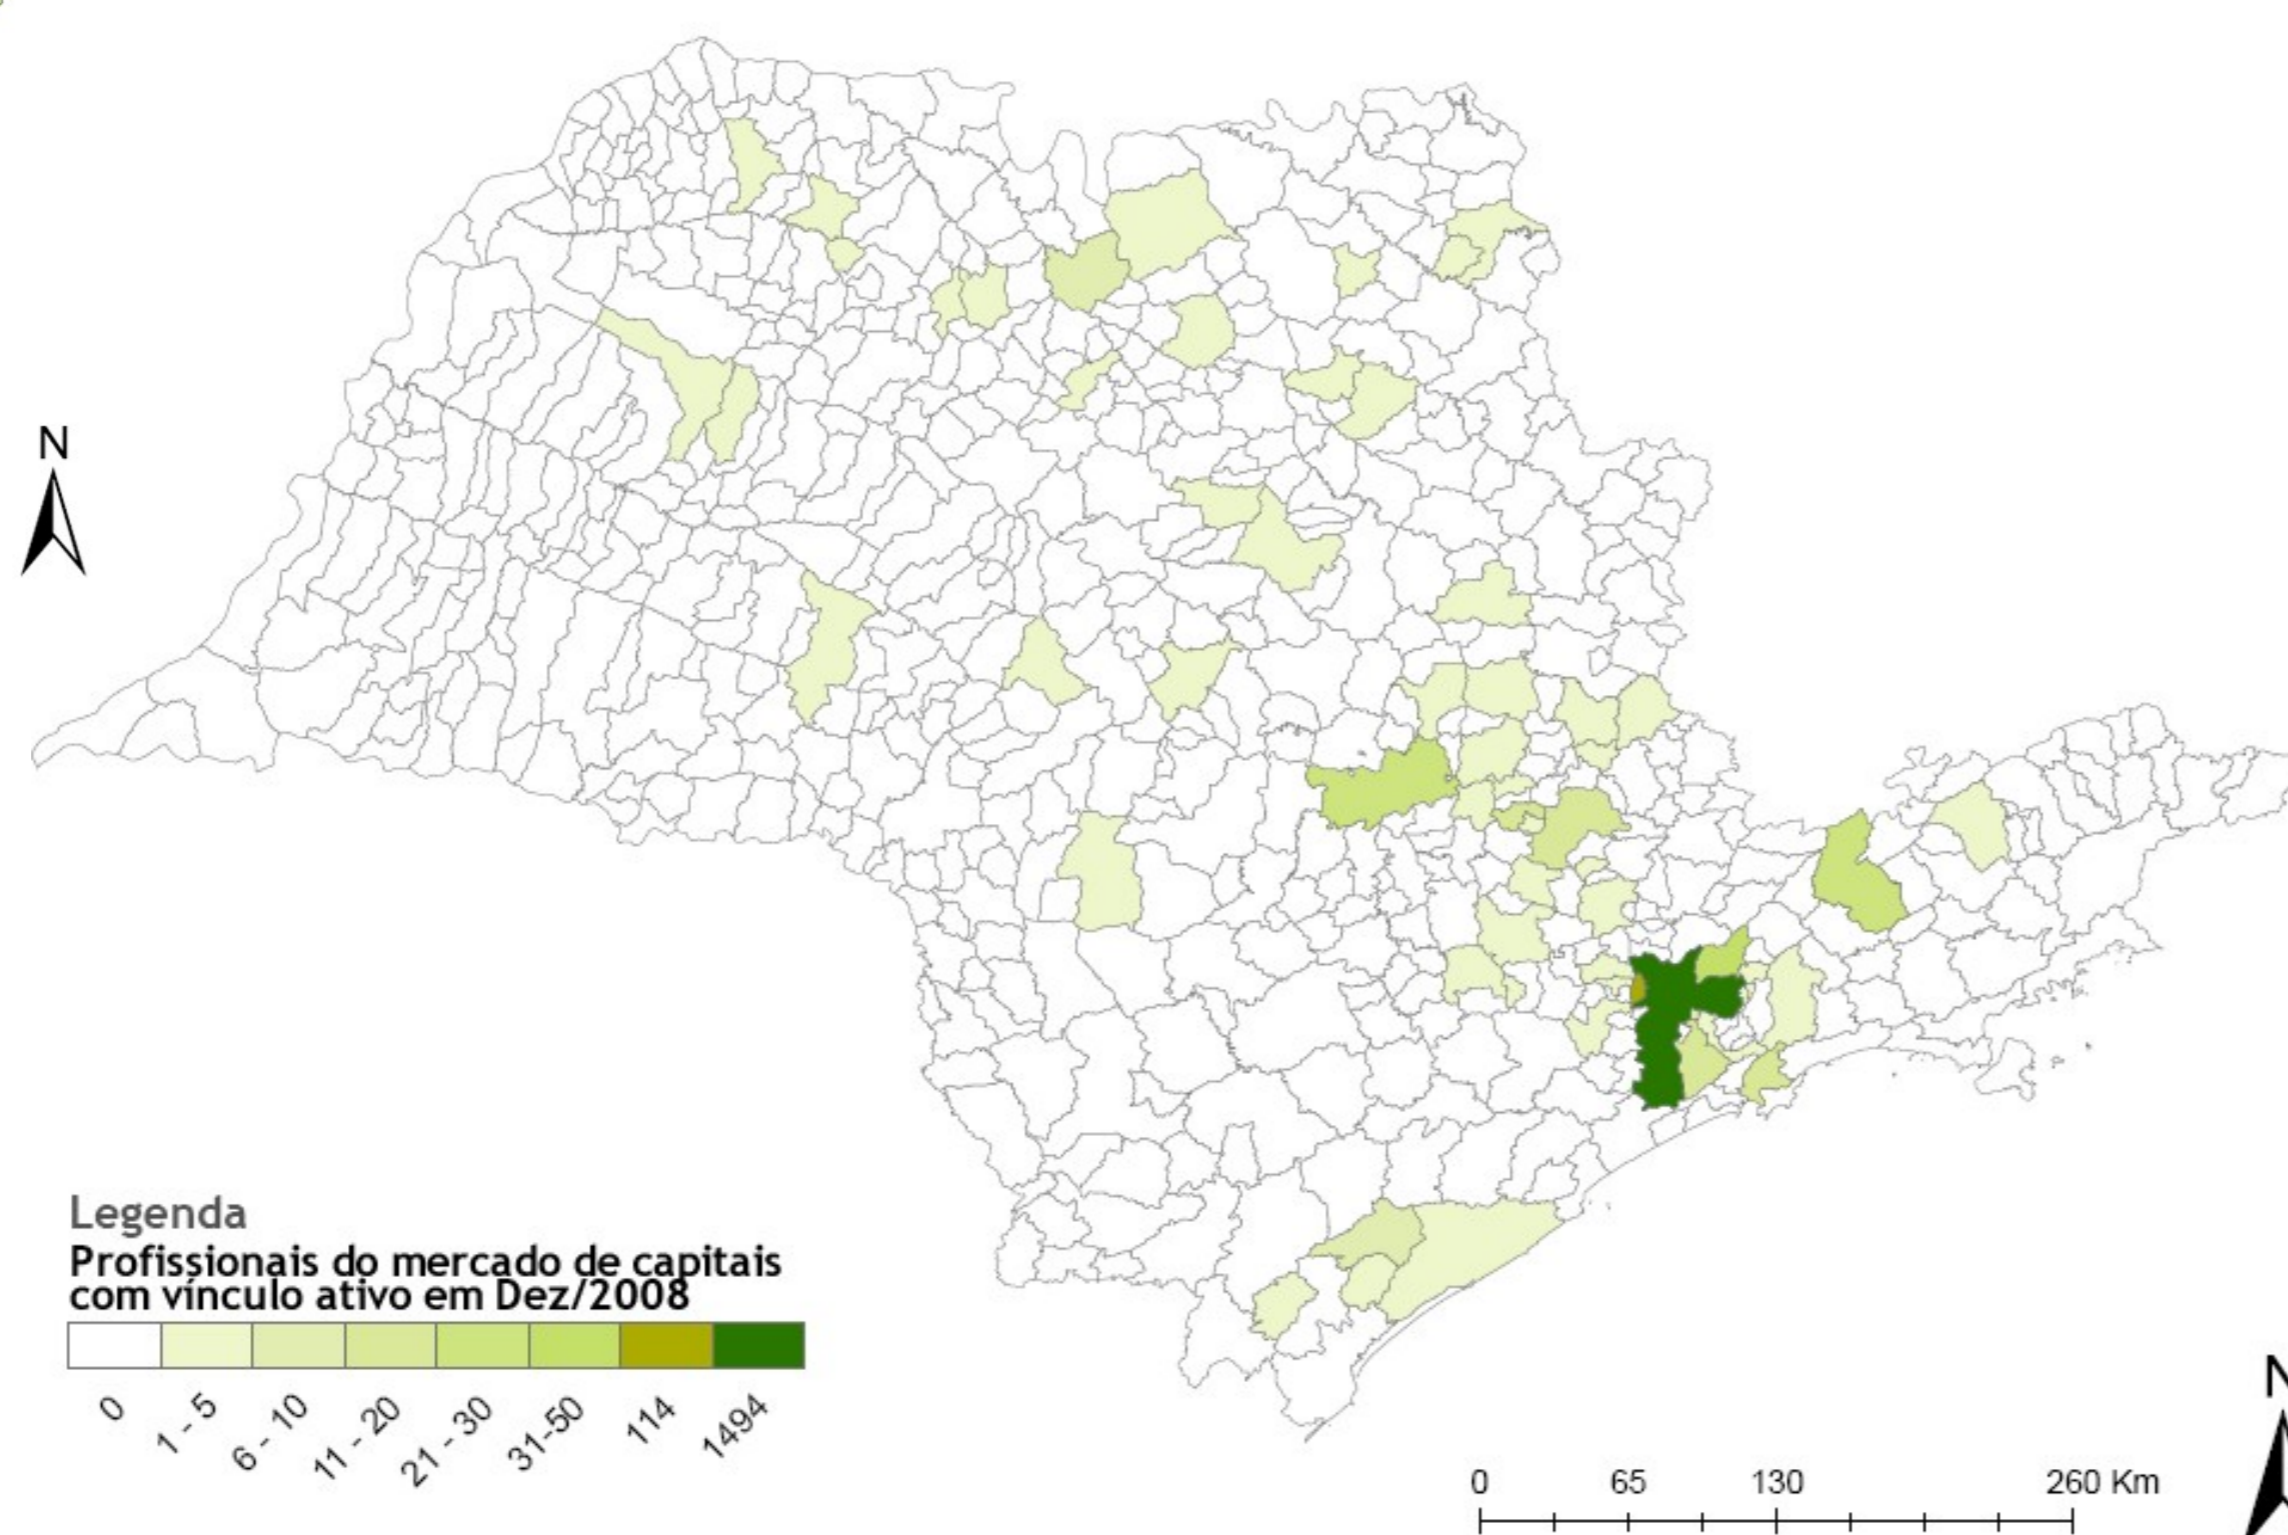 N
Legenda
Profissionais do mercado de capitais
com vínculo ativo em Dez/2008
0
1 - 5
6 - 10
11 - 20
21 - 30
31-50
114
1494
N
0 65 130 260 Km